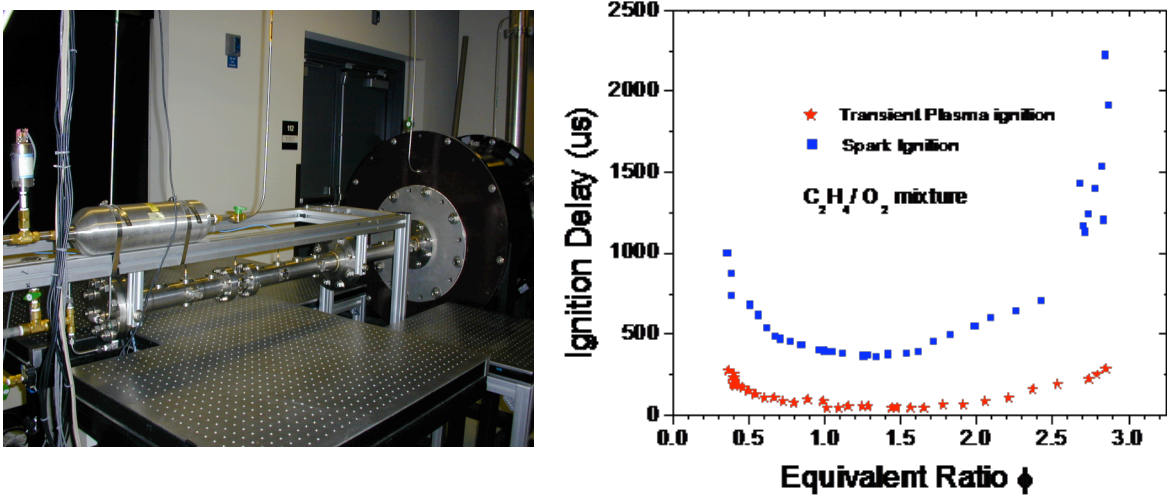 112
2500
2000
1500
1000
500
0
Ignition Delay (us)
Transient Plasma ignition
Spark Ignition
C₂H₄/ O₂ mixture
0.0 0.5 1.0 1.5 2.0 2.5 3.0
Equivalent Ratio ϕ